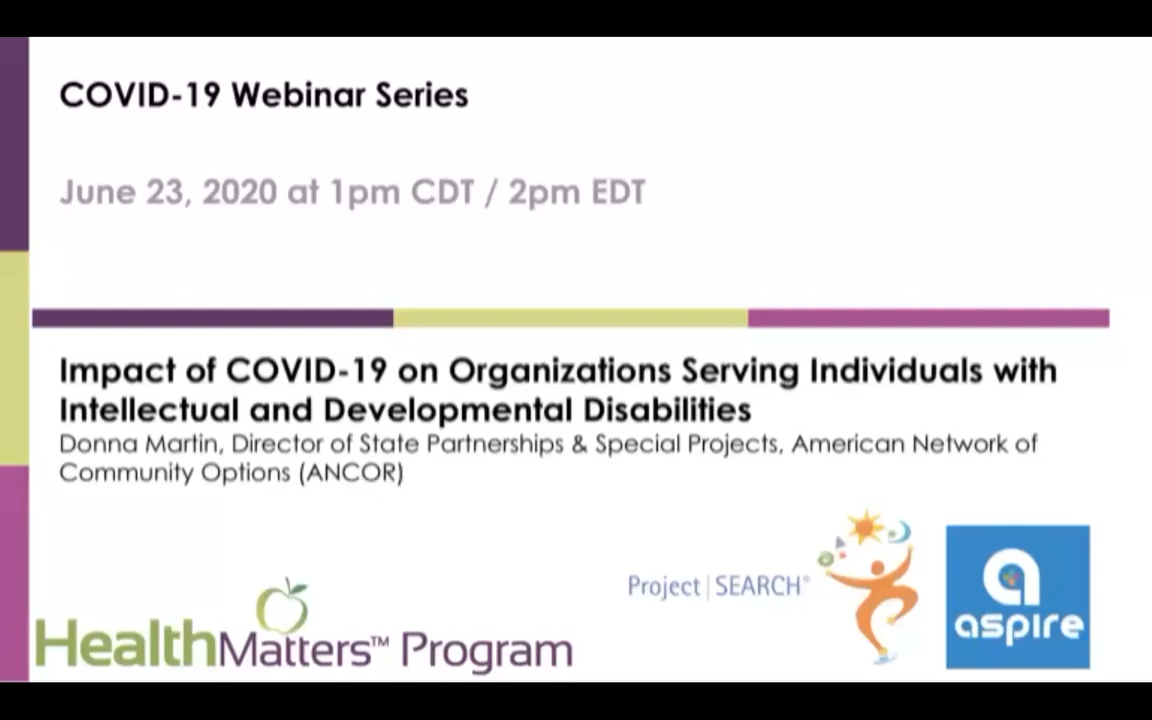 COVID-19 Webinar Series
June 23, 2020 at 1pm CDT / 2pm EDT
Impact of COVID-19 on Organizations Serving Individuals with
Intellectual and Developmental Disabilities
Donna Martin, Director of State Partnerships & Special Projects, American Network of
Community Options (ANCOR)
Project | SEARCH®
a
aspire
HealthMatters™ Program